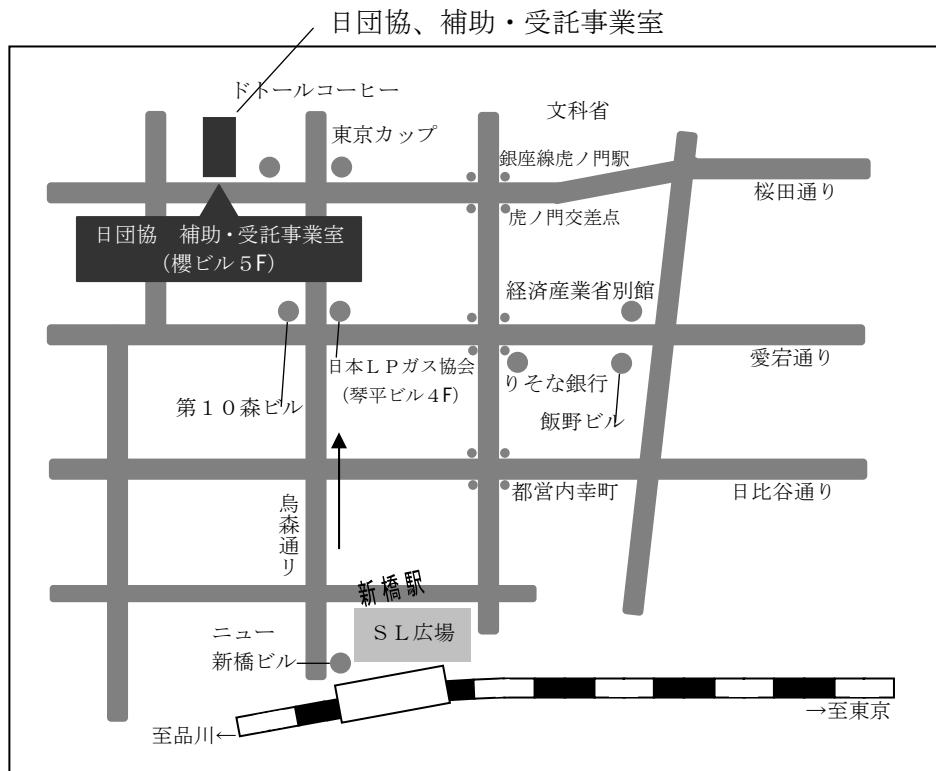 日団協、補助・受託事業室
ドトールコーヒー
文科省
東京カップ
銀座線虎ノ門駅
桜田通り
虎ノ門交差点
日団協　補助・受託事業室
（櫻ビル５F）
経済産業省別館
愛宕通り
日本ＬＰガス協会
（琴平ビル４F）
りそな銀行
第１０森ビル
飯野ビル
都営内幸町
日比谷通り
烏森通り
新橋駅
ＳＬ広場
ニュー
新橋ビル
→至東京
至品川←